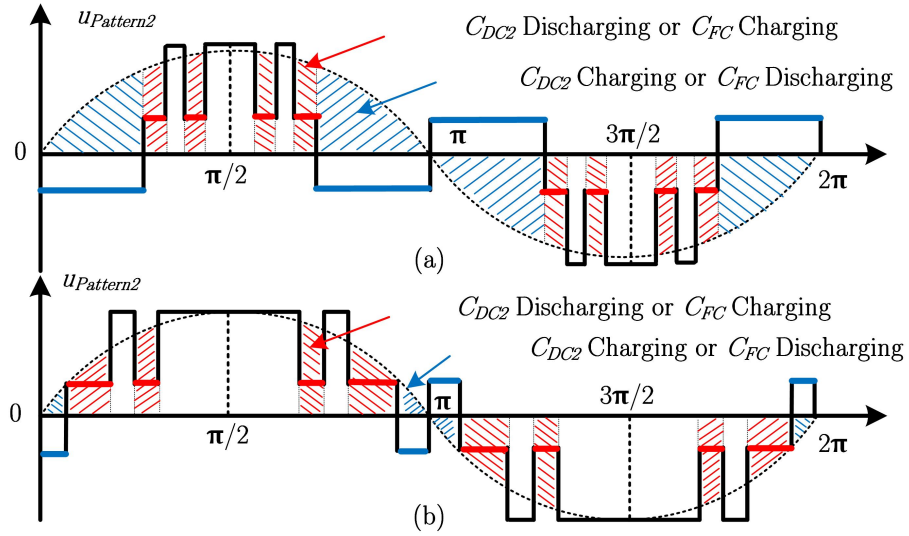 u_Pattern2
C_DC2 Discharging or C_FC Charging
C_DC2 Charging or C_FC Discharging
π
3π/2
0
π/2
2π
(a)
u_Pattern2
C_DC2 Discharging or C_FC Charging
C_DC2 Charging or C_FC Discharging
π
3π/2
0
π/2
2π
(b)